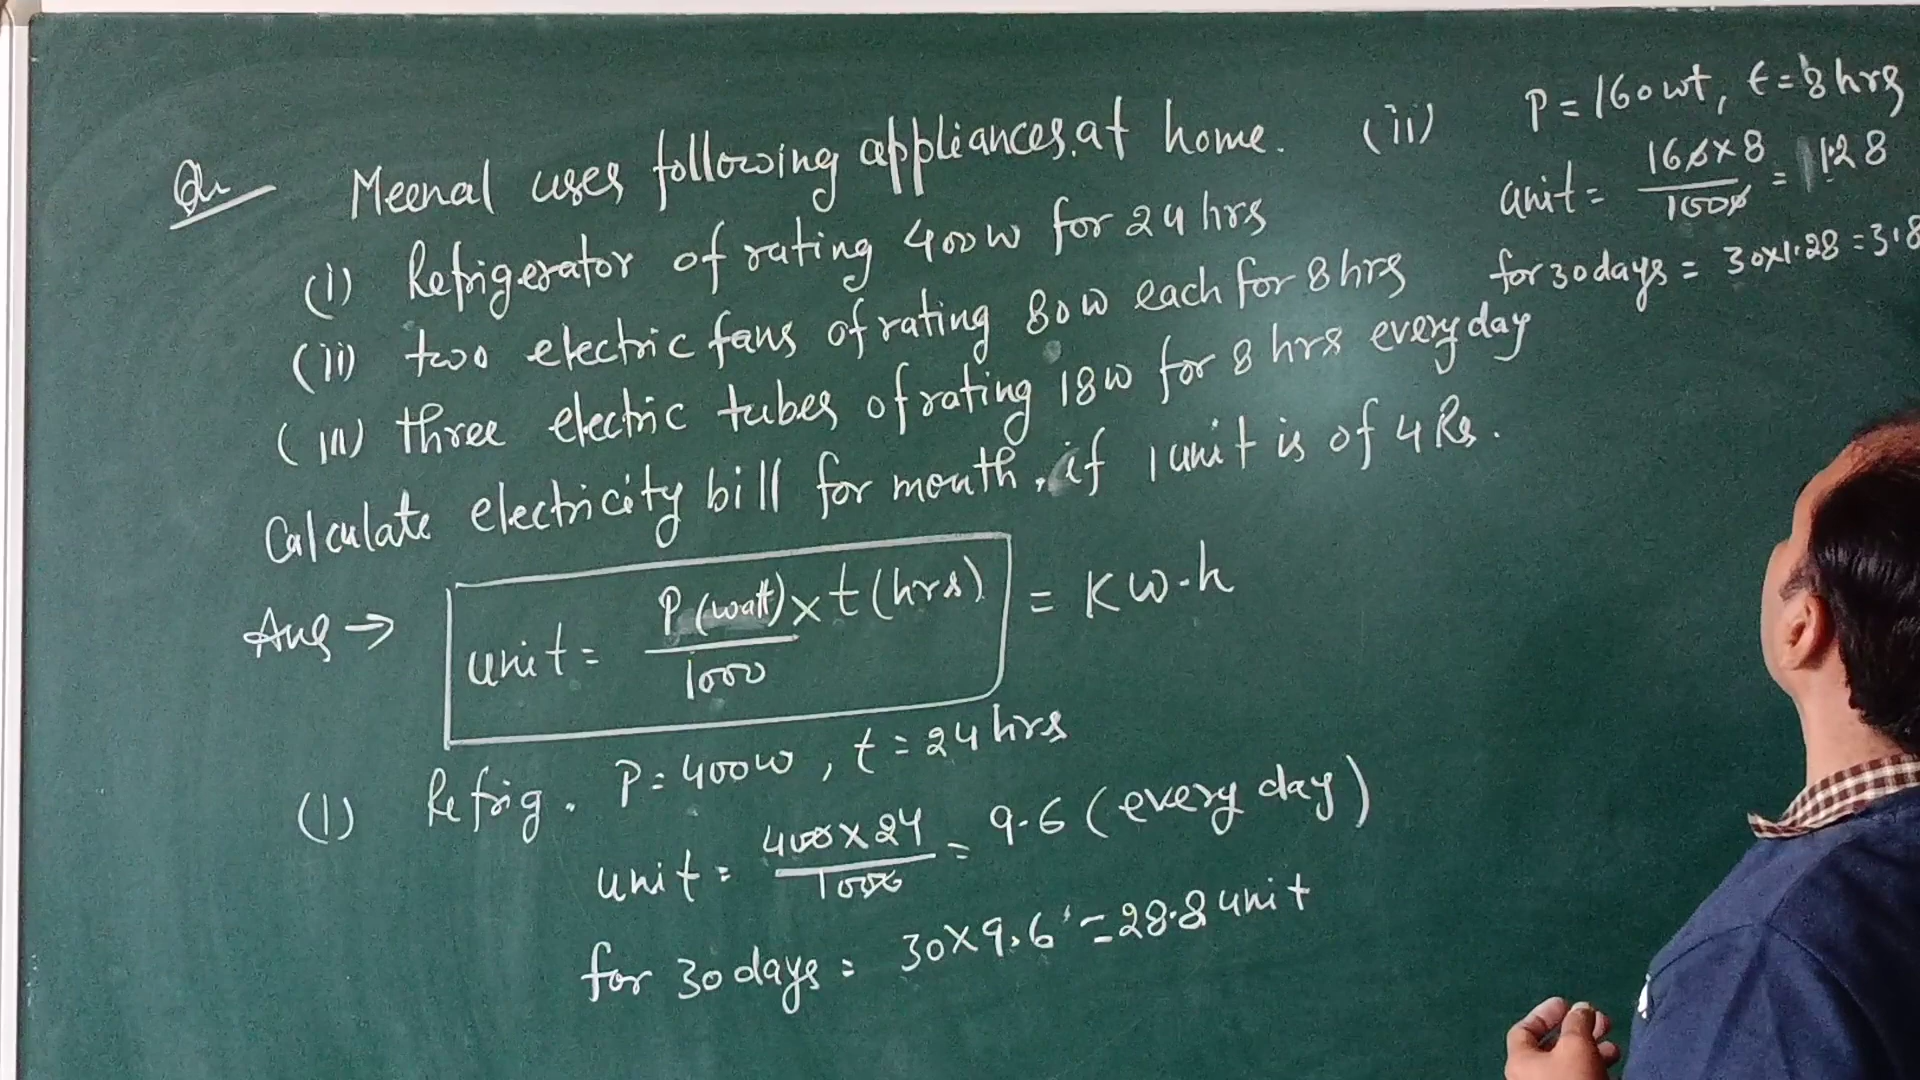 Qn Meenal uses following appliances at home.
(i) Refrigerator of rating 400w for 24 hrs
(ii) two electric fans of rating 80w each for 8 hrs
(iii) three electric tubes of rating 18w for 8 hrs everyday
Calculate electricity bill for month, if 1 unit is of 4 Rs.
Ans → unit = P(watt) × t(hrs) / 1000 = Kw.h
(1) Refrig. P = 400w, t = 24 hrs
unit = 400 × 24 / 1000 = 9.6 (every day)
for 30 days = 30×9.6 = 28.8 unit
(ii) P = 160wt, t = 8 hrs
unit = 160×8 / 1000 = 1.28
for 30 days = 30×1.28 = 3.8